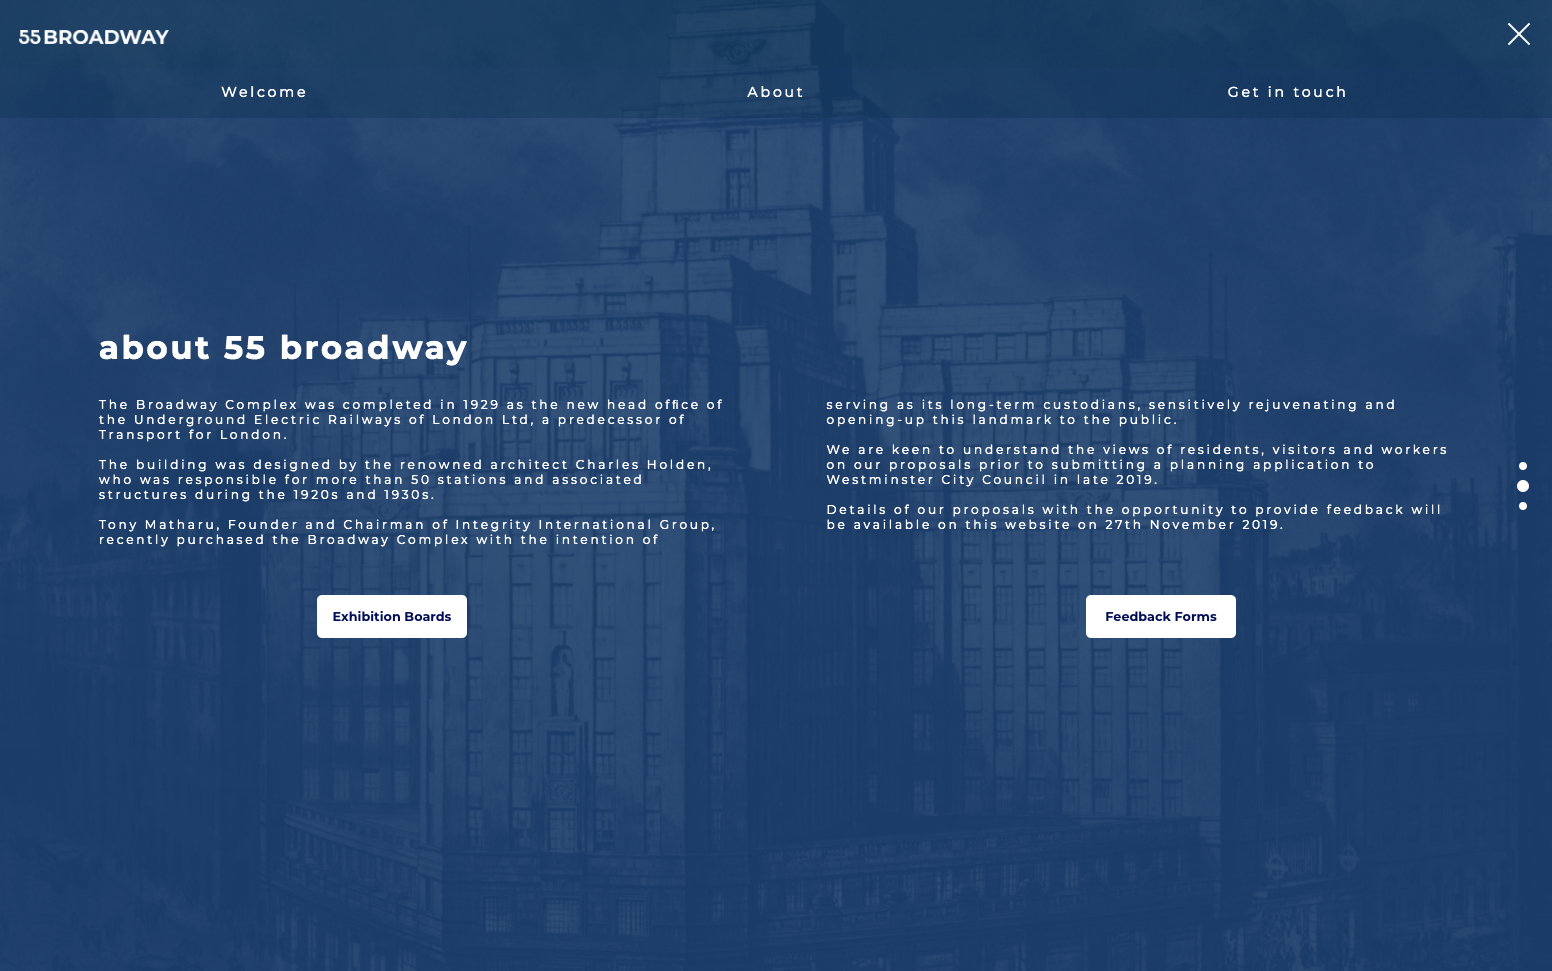 55 BROADWAY
Welcome
About
Get in touch
about 55 broadway
The Broadway Complex was completed in 1929 as the new head office of
the Underground Electric Railways of London Ltd, a predecessor of
Transport for London.
The building was designed by the renowned architect Charles Holden,
who was responsible for more than 50 stations and associated
structures during the 1920s and 1930s.
Tony Matharu, Founder and Chairman of Integrity International Group,
recently purchased the Broadway Complex with the intention of
serving as its long-term custodians, sensitively rejuvenating and
opening-up this landmark to the public.
We are keen to understand the views of residents, visitors and workers
on our proposals prior to submitting a planning application to
Westminster City Council in late 2019.
Details of our proposals with the opportunity to provide feedback will
be available on this website on 27th November 2019.
Exhibition Boards
Feedback Forms